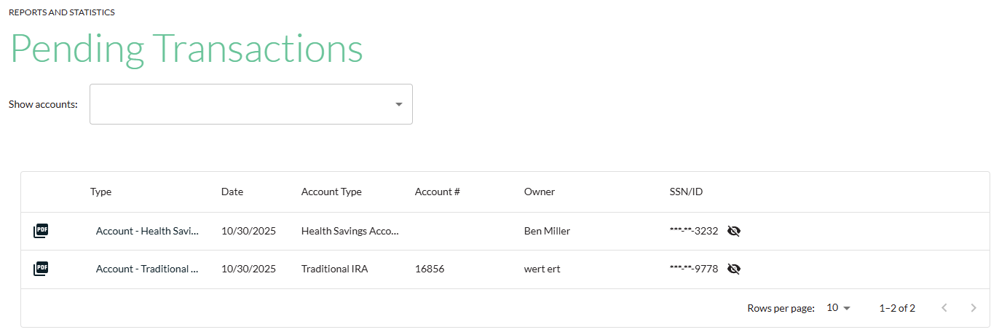 REPORTS AND STATISTICS
Pending Transactions
Show accounts:
Type Date Account Type Account # Owner SSN/ID
PDF Account - Health Savi... 10/30/2025 Health Savings Acco... Ben Miller ***-**-3232
PDF Account - Traditional ... 10/30/2025 Traditional IRA 16856 wert ert ***-**-9778
Rows per page: 10 1–2 of 2